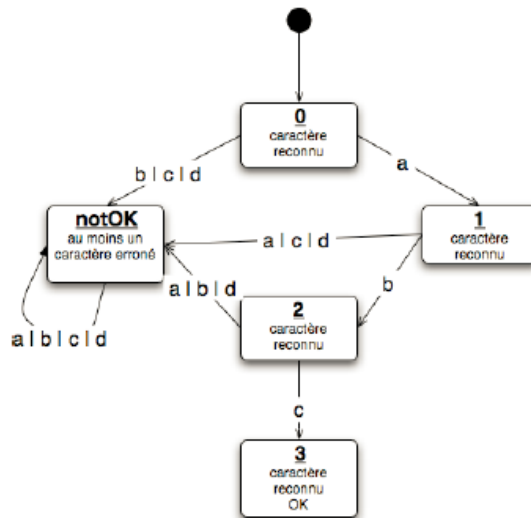 0
caractère
reconnu
b | c | d
a
notOK
au moins un
caractère erroné
1
caractère
reconnu
a | c | d
a | b | d
b
2
caractère
reconnu
a | b | c | d
c
3
caractère
reconnu
OK